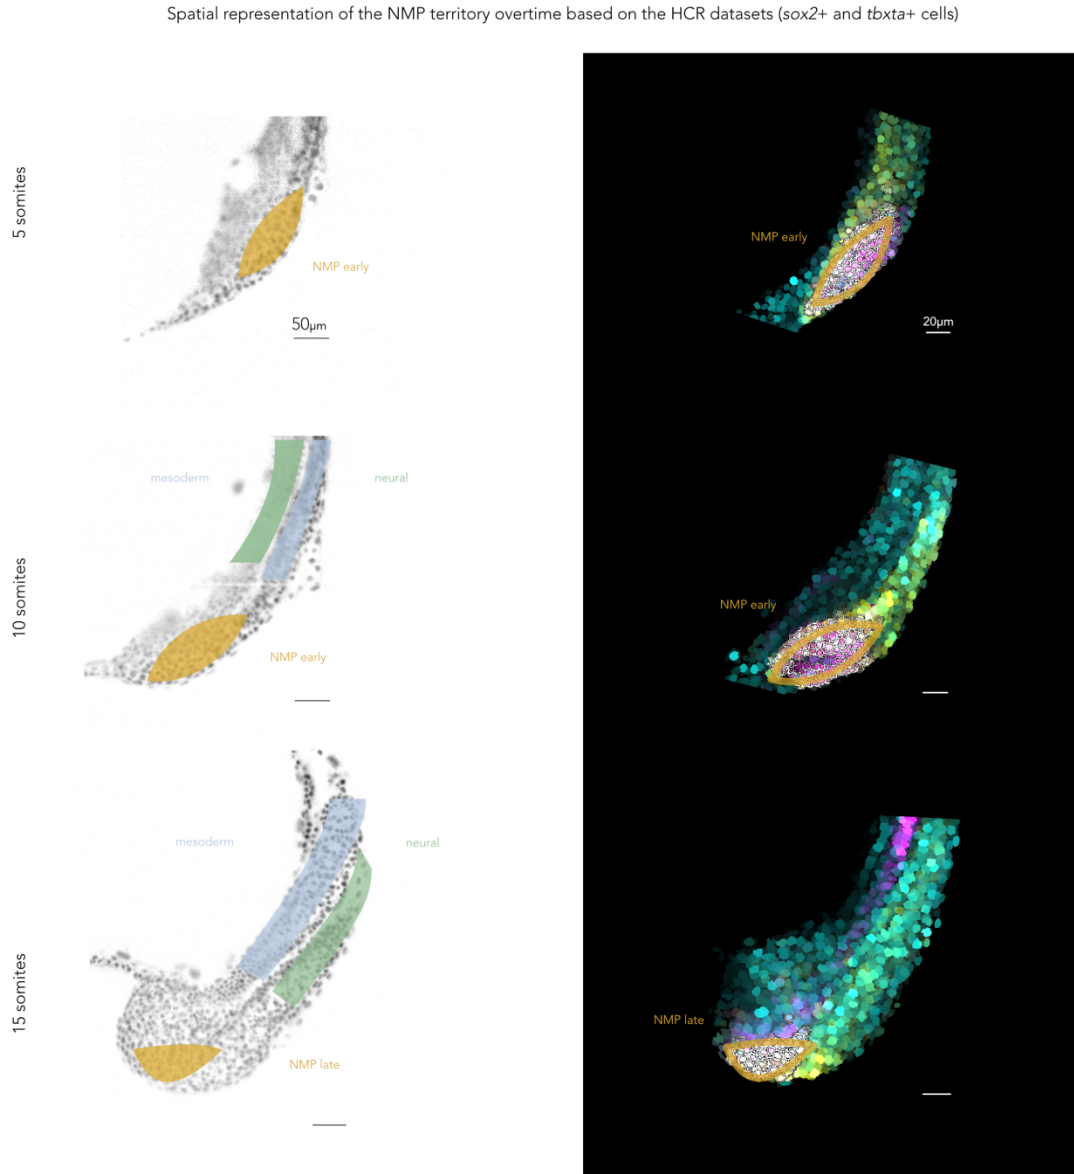 Spatial representation of the NMP territory overtime based on the HCR datasets (sox2+ and tbxta+ cells)
5 somites
NMP early
50µm
NMP early
20µm
10 somites
mesoderm
neural
NMP early
NMP early
15 somites
mesoderm
neural
NMP late
NMP late